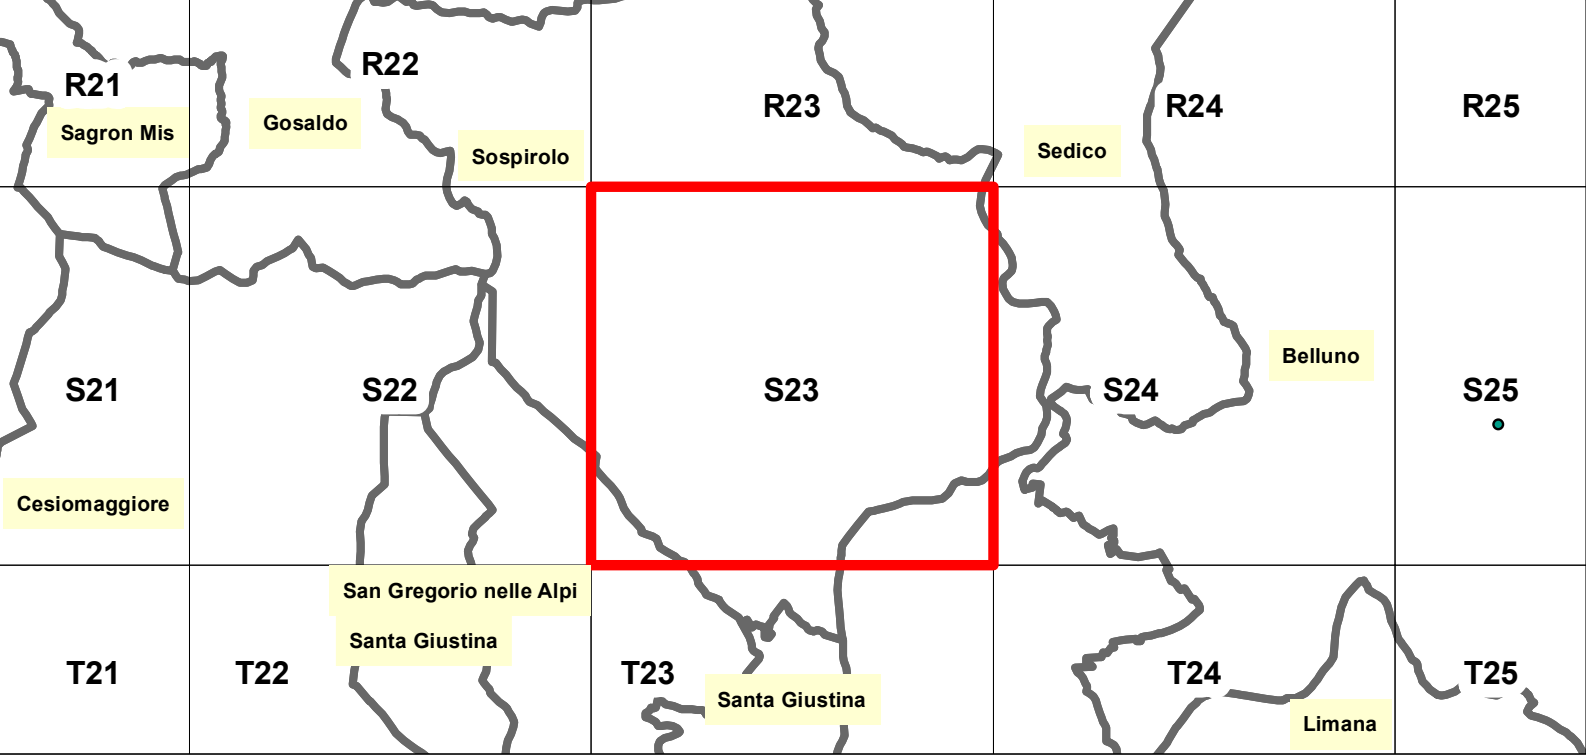 R21
R22
R23
R24
R25
Sagron Mis
Gosaldo
Sospirolo
Sedico
Belluno
S21
S22
S23
S24
S25
Cesiomaggiore
San Gregorio nelle Alpi
Santa Giustina
T21
T22
T23
T24
T25
Santa Giustina
Limana